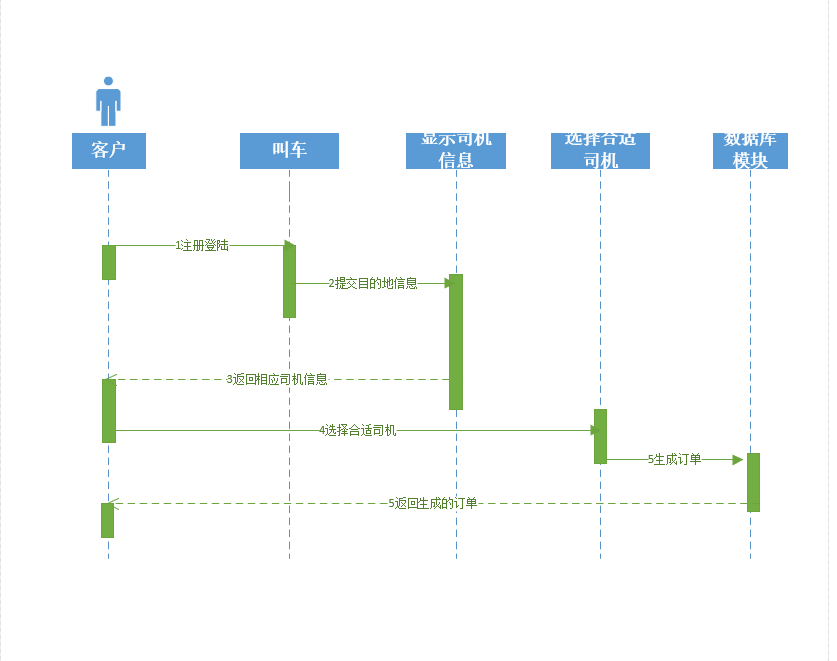 客户
叫车
显示司机
信息
选择合适
司机
数据库
模块
1注册登陆
2提交目的地信息
3返回相应司机信息
4选择合适司机
5生成订单
5返回生成的订单